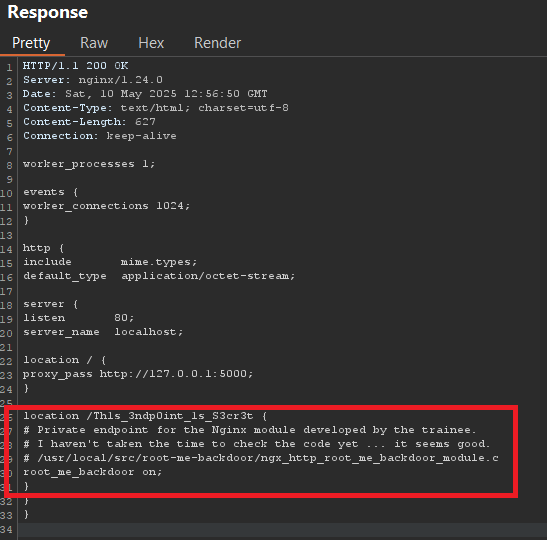 Response
Pretty Raw Hex Render
1 HTTP/1.1 200 OK
2 Server: nginx/1.24.0
3 Date: Sat, 10 May 2025 12:56:50 GMT
4 Content-Type: text/html; charset=utf-8
5 Content-Length: 627
6 Connection: keep-alive
7
8 worker_processes 1;
9
10 events {
11 worker_connections 1024;
12 }
13
14 http {
15 include mime.types;
16 default_type application/octet-stream;
17
18 server {
19 listen 80;
20 server_name localhost;
21
22 location / {
23 proxy_pass http://127.0.0.1:5000;
24 }
25
26 location /Th1s_3ndp0int_ls_S3cr3t {
27 # Private endpoint for the Nginx module developed by the trainee.
28 # I haven't taken the time to check the code yet ... it seems good.
29 # /usr/local/src/root-me-backdoor/ngx_http_root_me_backdoor_module.c
30 root_me_backdoor on;
31 }
32 }
33 }
34